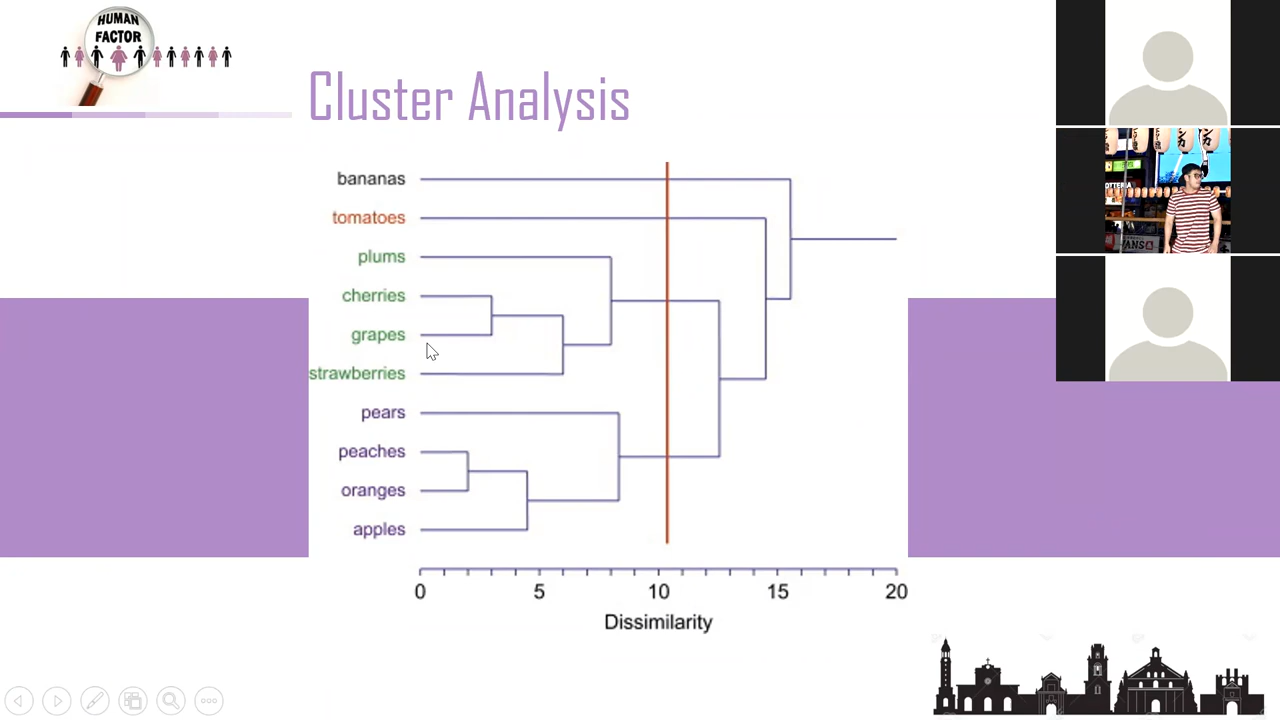 HUMAN
FACTOR
Cluster Analysis
bananas
tomatoes
plums
cherries
grapes
strawberries
pears
peaches
oranges
apples
0 5 10 15 20
Dissimilarity